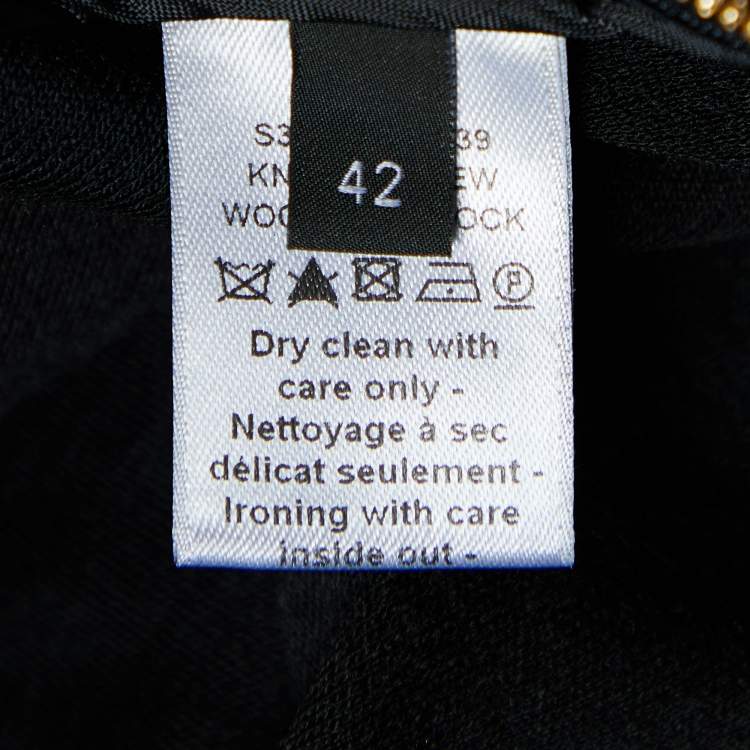 42
Dry clean with
care only -
Nettoyage à sec
délicat seulement -
Ironing with care
inside out -
P